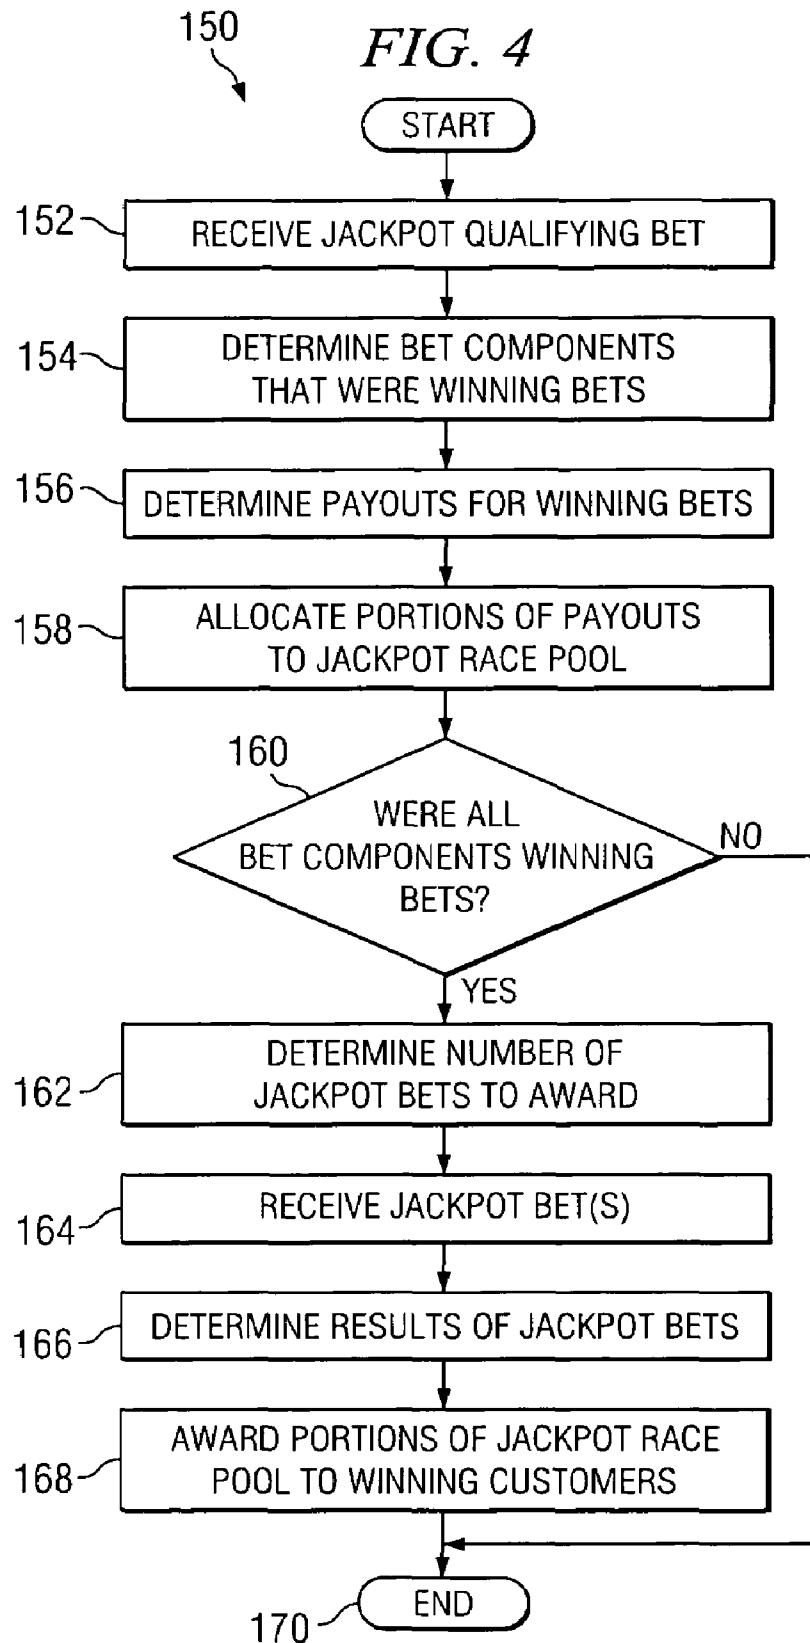 150
FIG. 4
START
152
RECEIVE JACKPOT QUALIFYING BET
154
DETERMINE BET COMPONENTS
THAT WERE WINNING BETS
156
DETERMINE PAYOUTS FOR WINNING BETS
158
ALLOCATE PORTIONS OF PAYOUTS
TO JACKPOT RACE POOL
160
WERE ALL
BET COMPONENTS WINNING
BETS?
NO
YES
162
DETERMINE NUMBER OF
JACKPOT BETS TO AWARD
164
RECEIVE JACKPOT BET(S)
166
DETERMINE RESULTS OF JACKPOT BETS
168
AWARD PORTIONS OF JACKPOT RACE
POOL TO WINNING CUSTOMERS
END
170